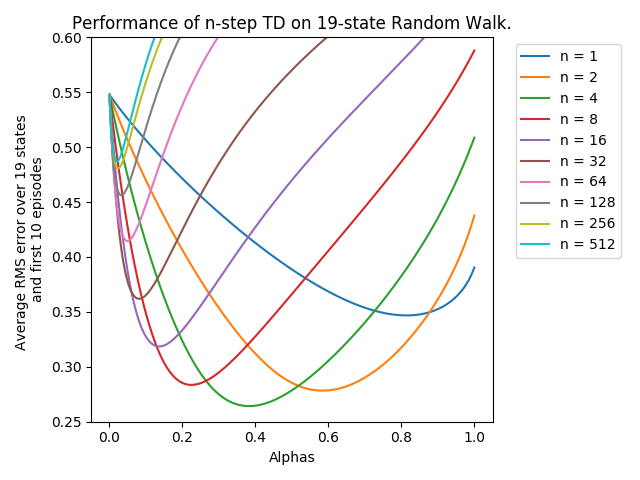 Performance of n-step TD on 19-state Random Walk.
Average RMS error over 19 states
and first 10 episodes
0.60
0.55
0.50
0.45
0.40
0.35
0.30
0.25
0.0
0.2
0.4
0.6
0.8
1.0
Alphas
n = 1
n = 2
n = 4
n = 8
n = 16
n = 32
n = 64
n = 128
n = 256
n = 512